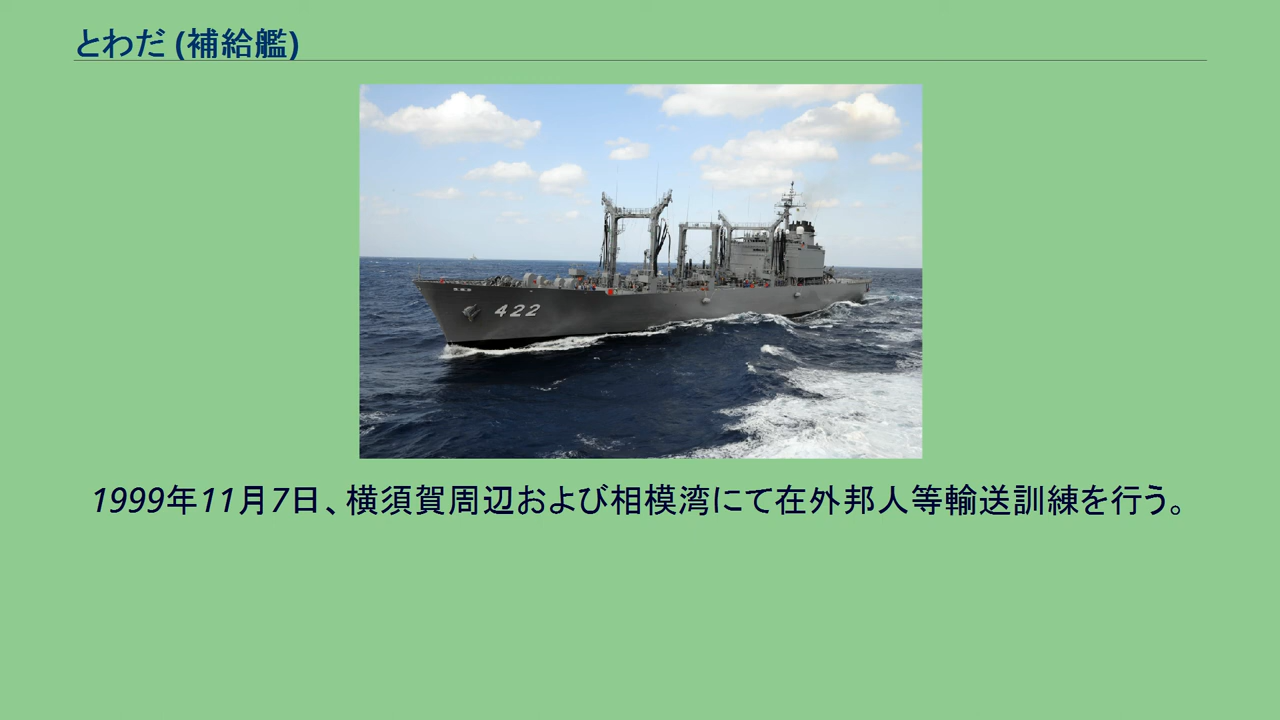 とわだ (補給艦)
422
1999年11月7日、横須賀周辺および相模湾にて在外邦人等輸送訓練を行う。